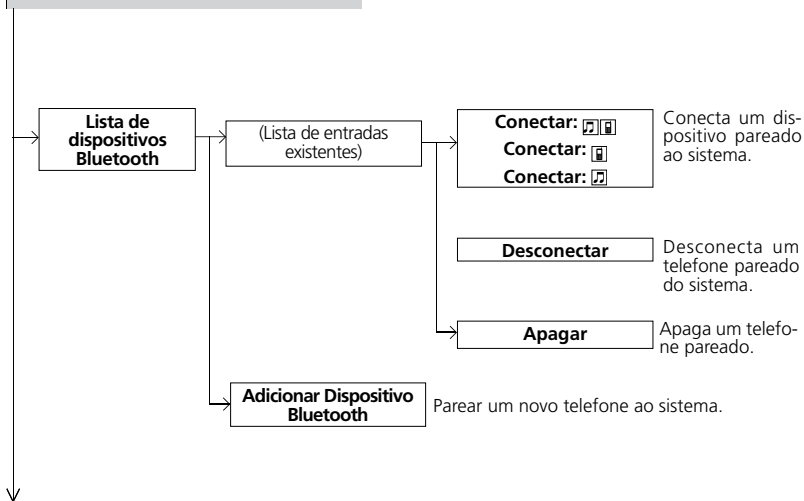 Lista de
dispositivos
Bluetooth
(Lista de entradas
existentes)
Conectar:
Conectar:
Conectar:
Conecta um dis-
positivo pareado
ao sistema.
Desconectar
Desconecta um
telefone pareado
do sistema.
Apagar
Apaga um telefo-
ne pareado.
Adicionar Dispositivo
Bluetooth
Parear um novo telefone ao sistema.